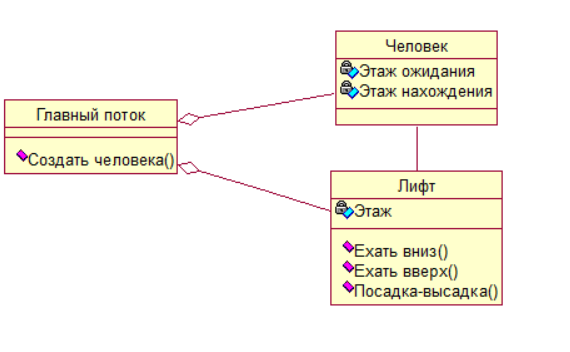 Человек
Этаж ожидания
Этаж нахождения
Главный поток
Создать человека()
Лифт
Этаж
Ехать вниз()
Ехать вверх()
Посадка-высадка()